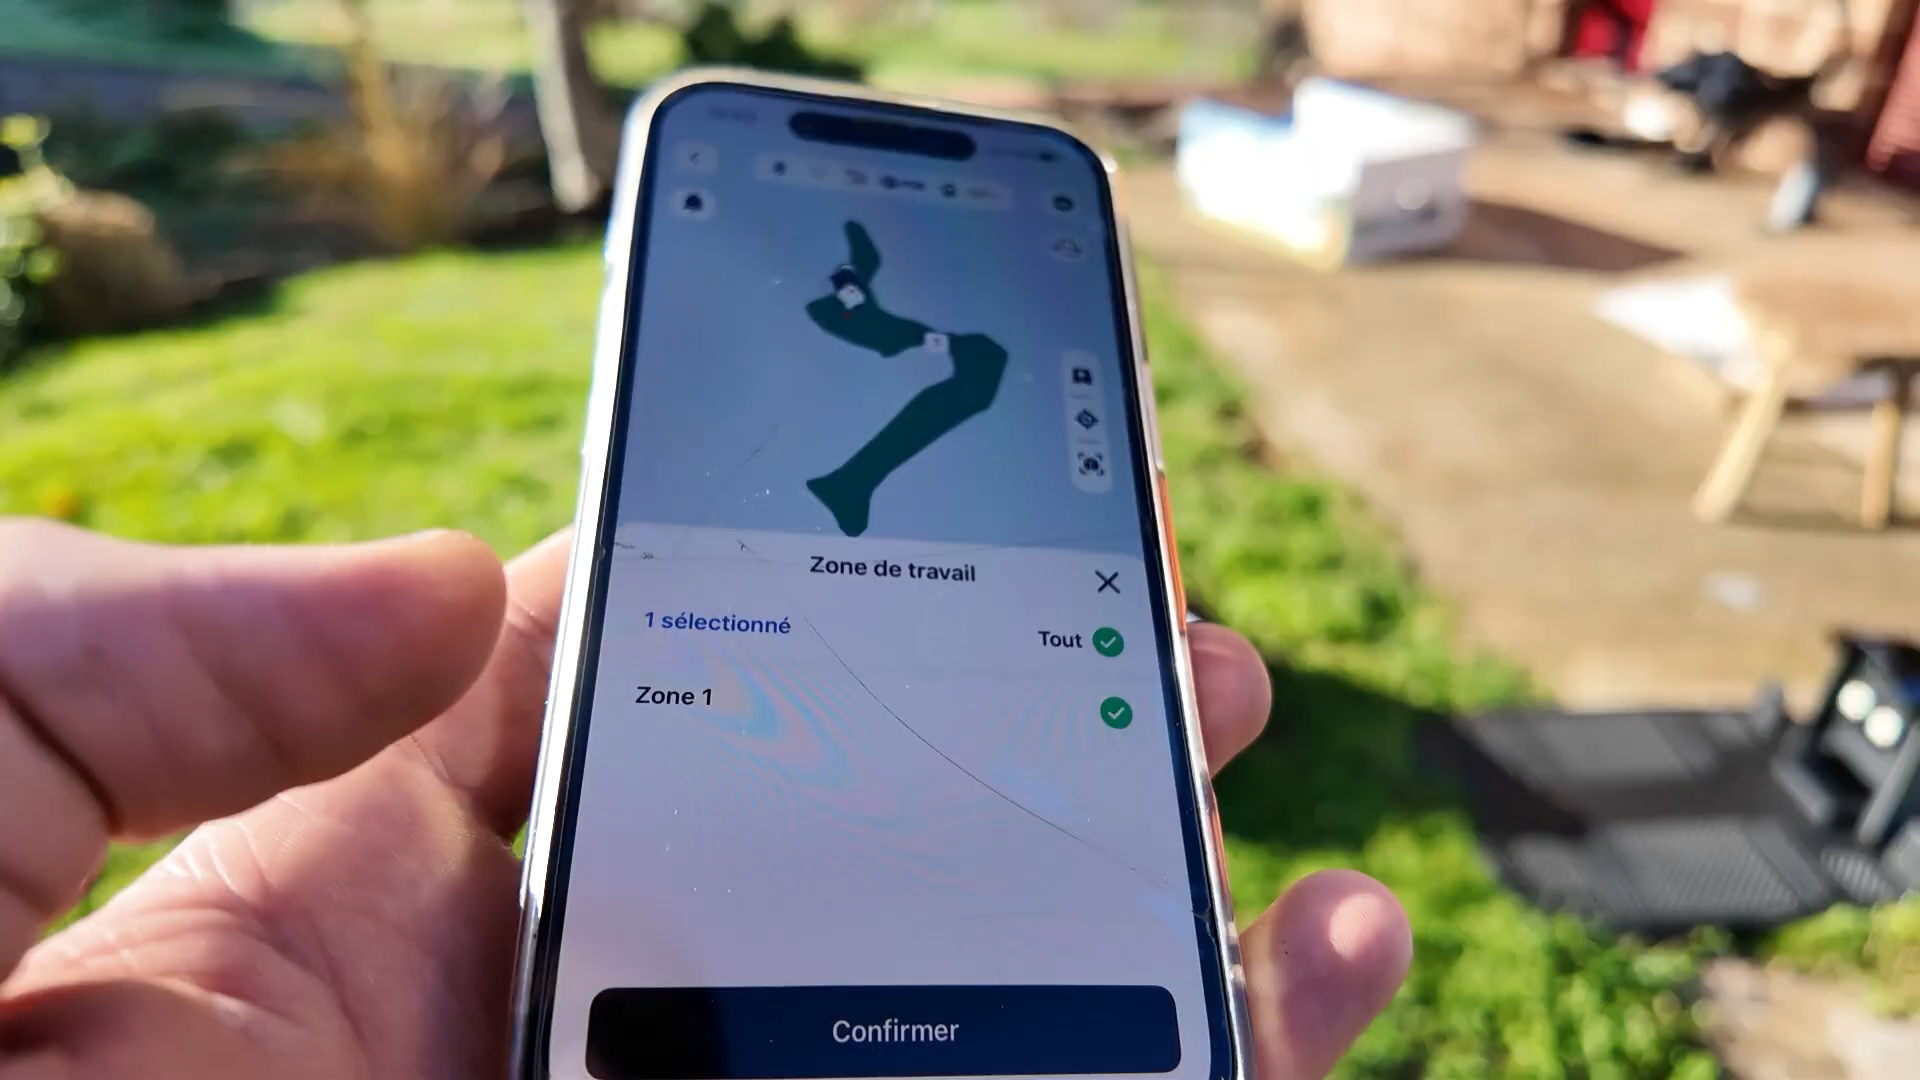 Zone de travail
1 sélectionné
Tout
Zone 1
Confirmer